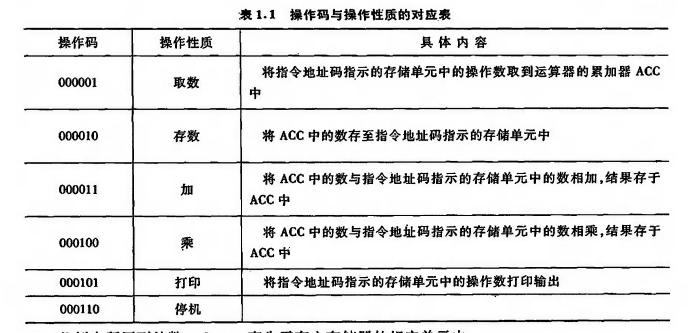 表1.1 操作码与操作性质的对应表
操作码 操作性质 具体内容
000001 取数 将指令地址码指示的存储单元中的操作数取到运算器的累加器 ACC
中
000010 存数 将 ACC 中的数存至指令地址码指示的存储单元中
000011 加 将 ACC 中的数与指令地址码指示的存储单元中的数相加,结果存于
ACC 中
000100 乘 将 ACC 中的数与指令地址码指示的存储单元中的数相乘,结果存于
ACC 中
000101 打印 将指令地址码指示的存储单元中的操作数打印输出
000110 停机